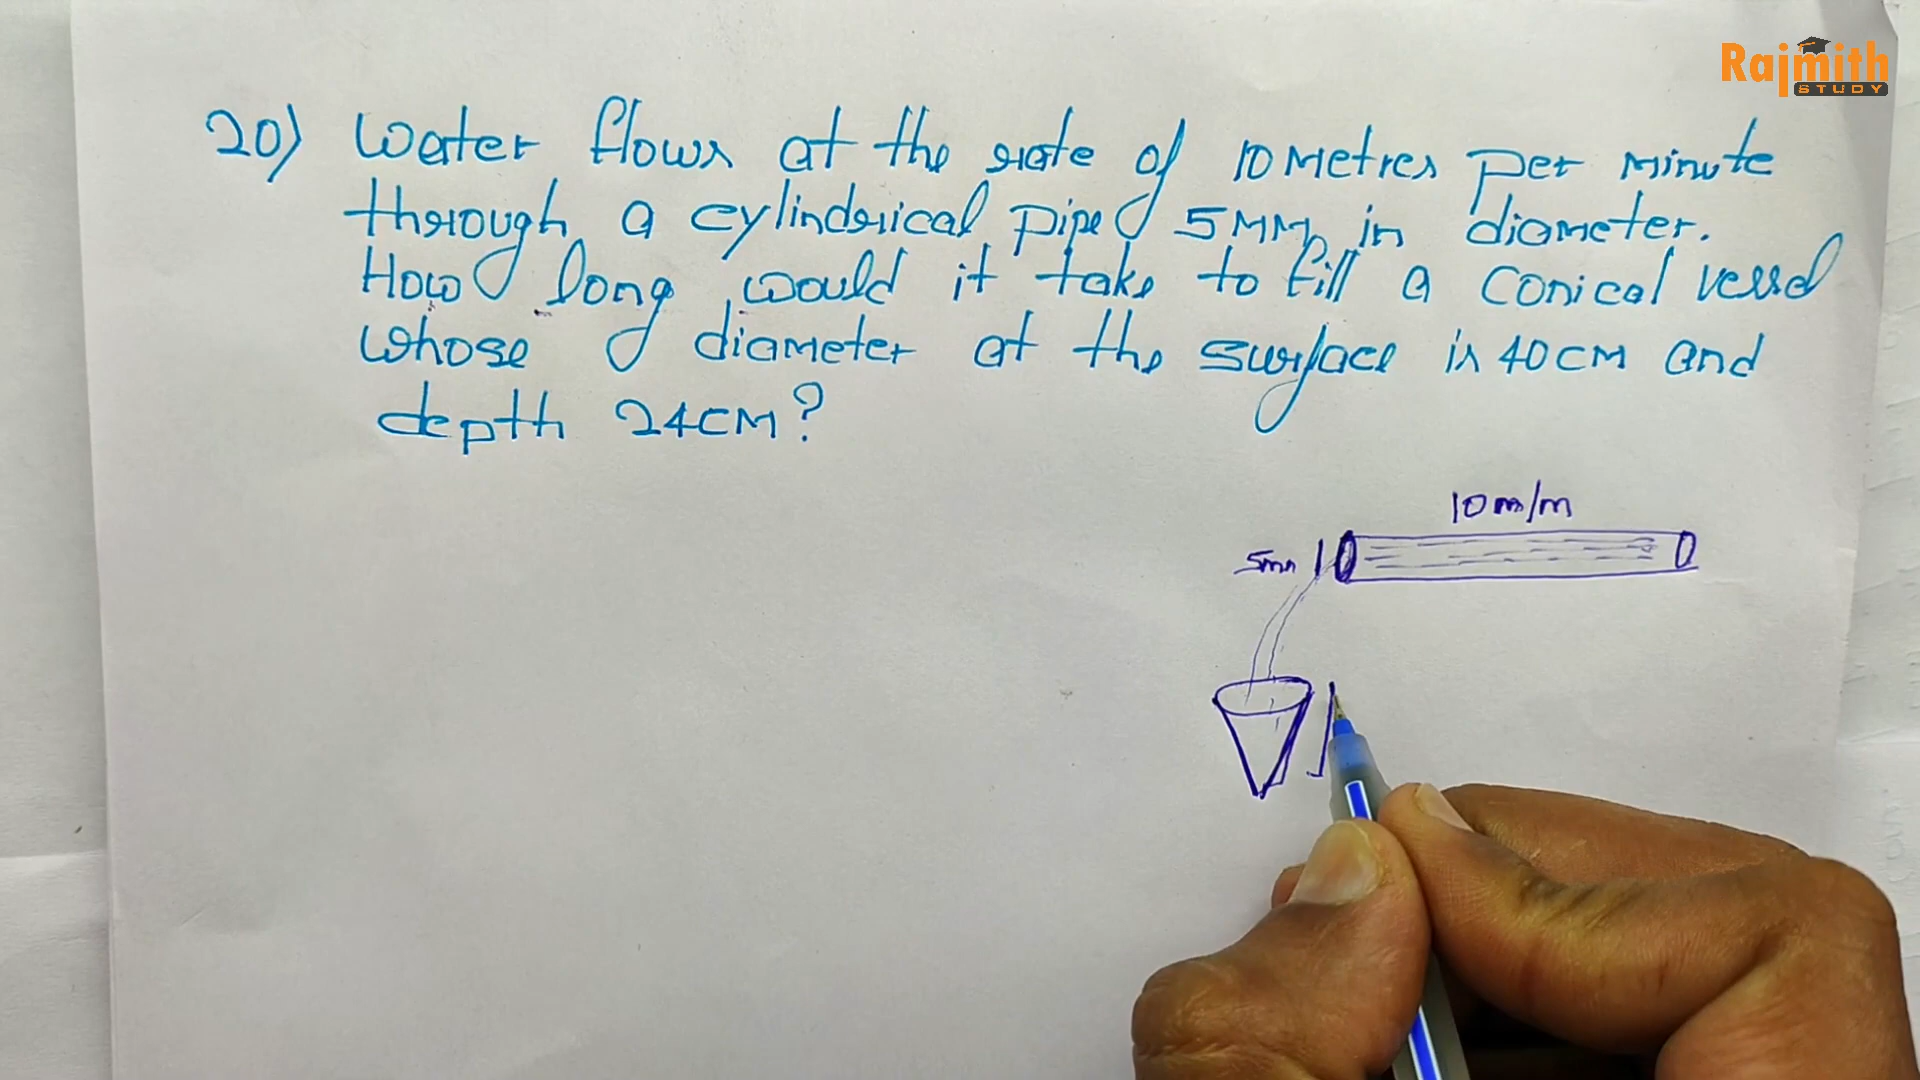 Rajmith
STUDY
20) Water flows at the rate of 10 Metres per minute
through a cylindrical pipe 5MM in diameter.
How long would it take to fill a conical vessel
whose diameter at the surface is 40 CM and
depth 24CM?
10m/m
5mm